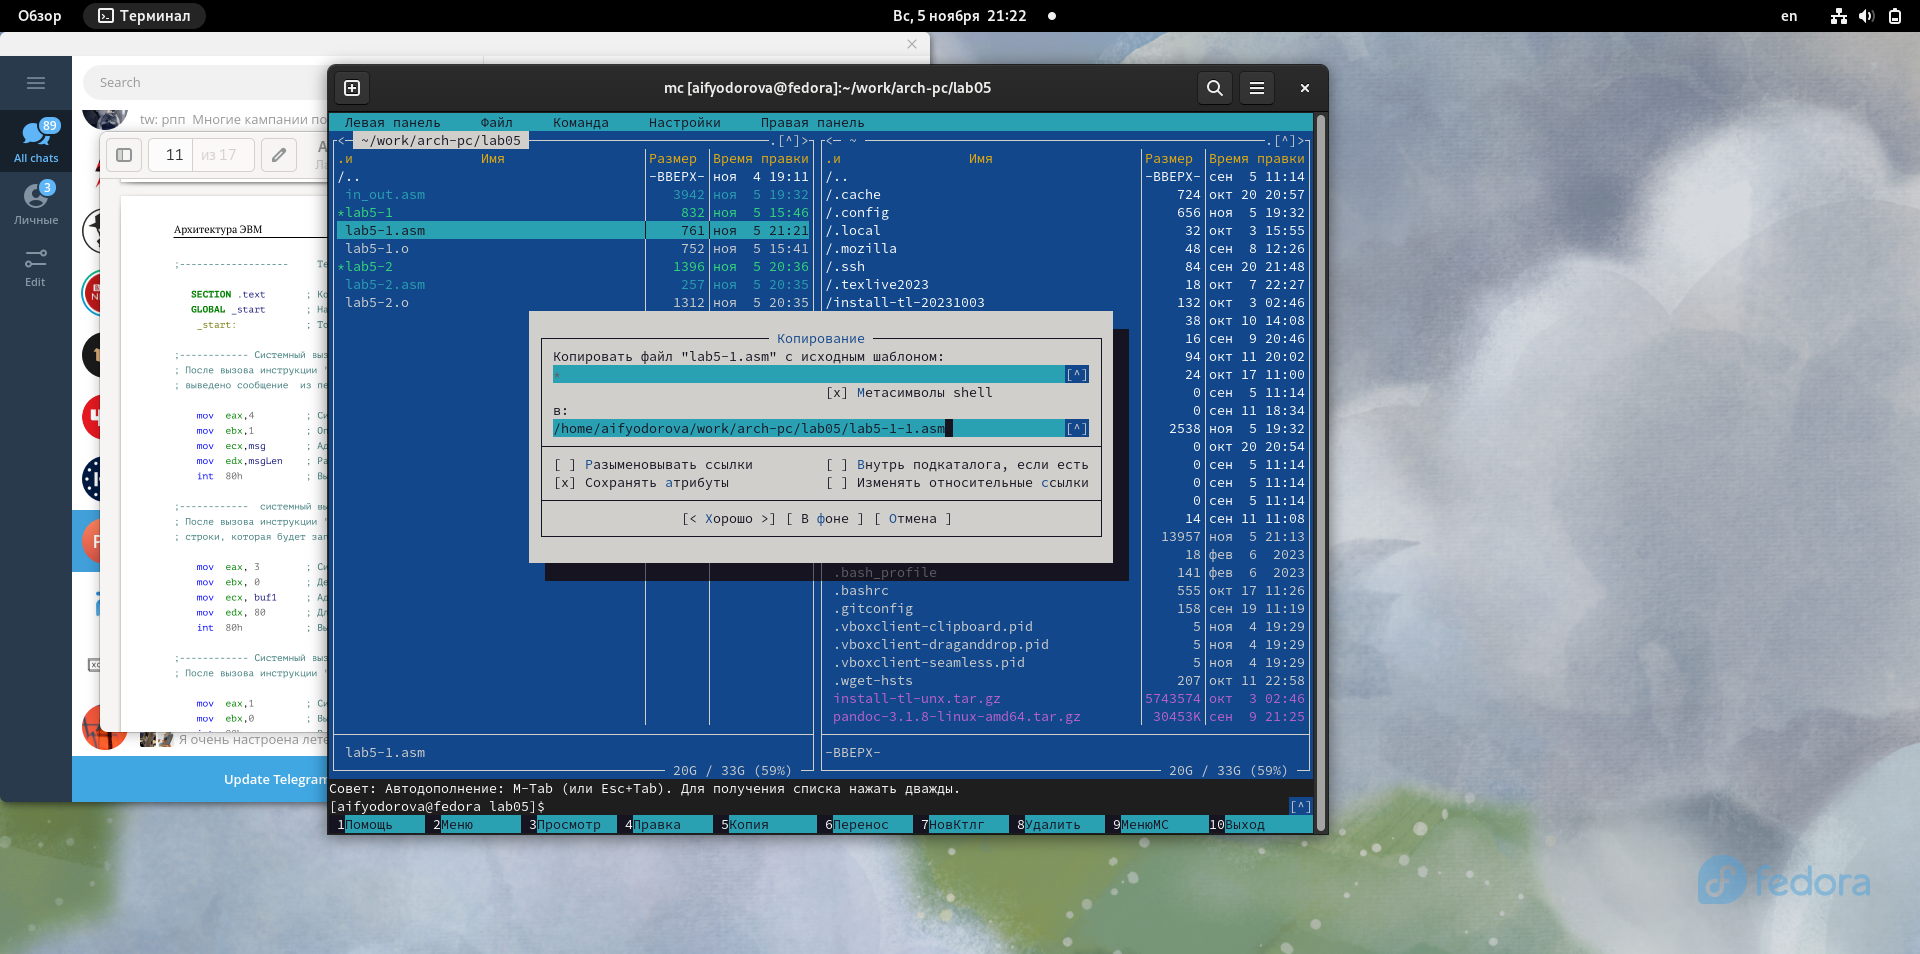 Обзор
Терминал
Вс, 5 ноября 21:22
en
Search
89
All chats
3
Личные
Edit
tw: рпп Многие кампании по
11
из 17
Архитектура ЭВМ
;-------------------
SECTION .text ;
GLOBAL _start ;
_start: ;
;------------ Системный выз
; После вызова инструкции
; выведено сообщение из
mov eax,4 ;
mov ebx,1 ;
mov ecx,msg ;
mov edx,msgLen ;
int 80h ;
;------------ системный вы
; После вызова инструкции
; строки, которая будет зап
mov eax, 3 ;
mov ebx, 0 ;
mov ecx, buf1 ;
mov edx, 80 ;
int 80h ;
;------------ Системный выз
; После вызова инструкции
mov eax,1 ;
mov ebx,0 ;
Я очень настроена лете
Update Telegram
mc [aifyodorova@fedora]:~/work/arch-pc/lab05
Левая панель Файл Команда Настройки Правая панель
<— ~/work/arch-pc/lab05 .[^]>
.и Имя Размер Время правки
/.. -ВВЕРХ- ноя 4 19:11
in_out.asm 3942 ноя 5 19:32
*lab5-1 832 ноя 5 15:46
lab5-1.asm 761 ноя 5 21:21
lab5-1.o 752 ноя 5 15:41
*lab5-2 1396 ноя 5 20:36
lab5-2.asm 257 ноя 5 20:35
lab5-2.o 1312 ноя 5 20:35
lab5-1.asm
20G / 33G (59%)
<— ~ .[^]>
.и Имя Размер Время правки
/.. -ВВЕРХ- сен 5 11:14
/.cache 724 окт 20 20:57
/.config 656 ноя 5 19:32
/.local 32 окт 3 15:55
/.mozilla 48 сен 8 12:26
/.ssh 84 сен 20 21:48
/.texlive2023 18 окт 7 22:27
/install-tl-20231003 132 окт 3 02:46
38 окт 10 14:08
16 сен 9 20:46
94 окт 11 20:02
24 окт 17 11:00
0 сен 5 11:14
0 сен 11 18:34
2538 ноя 5 19:32
0 окт 20 20:54
0 сен 5 11:14
0 сен 5 11:14
0 сен 5 11:14
14 сен 11 11:08
13957 ноя 5 21:13
18 фев 6 2023
.bash_profile 141 фев 6 2023
.bashrc 555 окт 17 11:26
.gitconfig 158 сен 19 11:19
.vboxclient-clipboard.pid 5 ноя 4 19:29
.vboxclient-draganddrop.pid 5 ноя 4 19:29
.vboxclient-seamless.pid 5 ноя 4 19:29
.wget-hsts 207 окт 11 22:58
install-tl-unx.tar.gz 5743574 окт 3 02:46
pandoc-3.1.8-linux-amd64.tar.gz 30453K сен 9 21:25
-ВВЕРХ-
20G / 33G (59%)
Копирование
Копировать файл "lab5-1.asm" с исходным шаблоном:
* [^]
[x] Метасимволы shell
в:
/home/aifyodorova/work/arch-pc/lab05/lab5-1-1.asm [^]
[ ] Разыменовывать ссылки [ ] Внутрь подкаталога, если есть
[x] Сохранять атрибуты [ ] Изменять относительные ссылки
[< Хорошо >] [ В фоне ] [ Отмена ]
Совет: Автодополнение: M-Tab (или Esc+Tab). Для получения списка нажать дважды.
[aifyodorova@fedora lab05]$ [^]
1Помощь 2Меню 3Просмотр 4Правка 5Копия 6Перенос 7НовКтлг 8Удалить 9МенюMC 10Выход
fedora